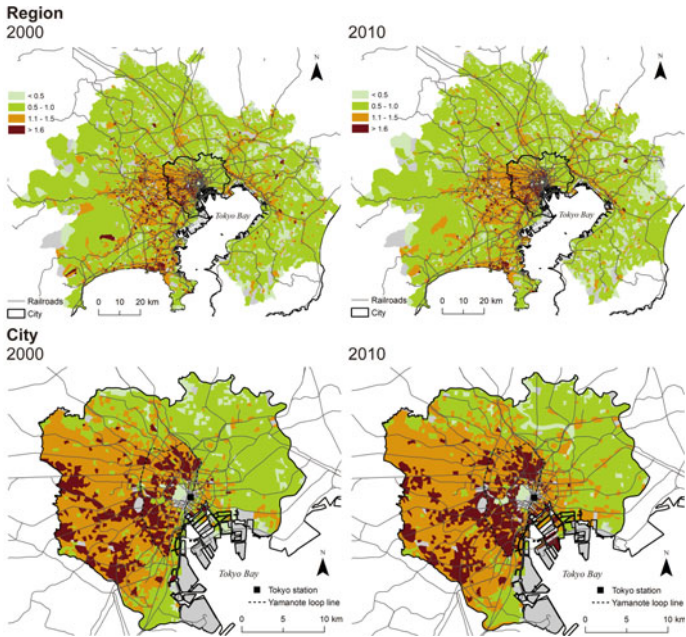 Region
2000
2010
N
N
< 0.5
0.5 - 1.0
1.1 - 1.5
> 1.6
< 0.5
0.5 - 1.0
1.1 - 1.5
> 1.6
Tokyo Bay
Tokyo Bay
Railroads
City
0 10 20 km
Railroads
City
0 10 20 km
City
2000
2010
N
N
Tokyo Bay
Tokyo Bay
Tokyo station
Yamanote loop line
0 5 10 km
Tokyo station
Yamanote loop line
0 5 10 km